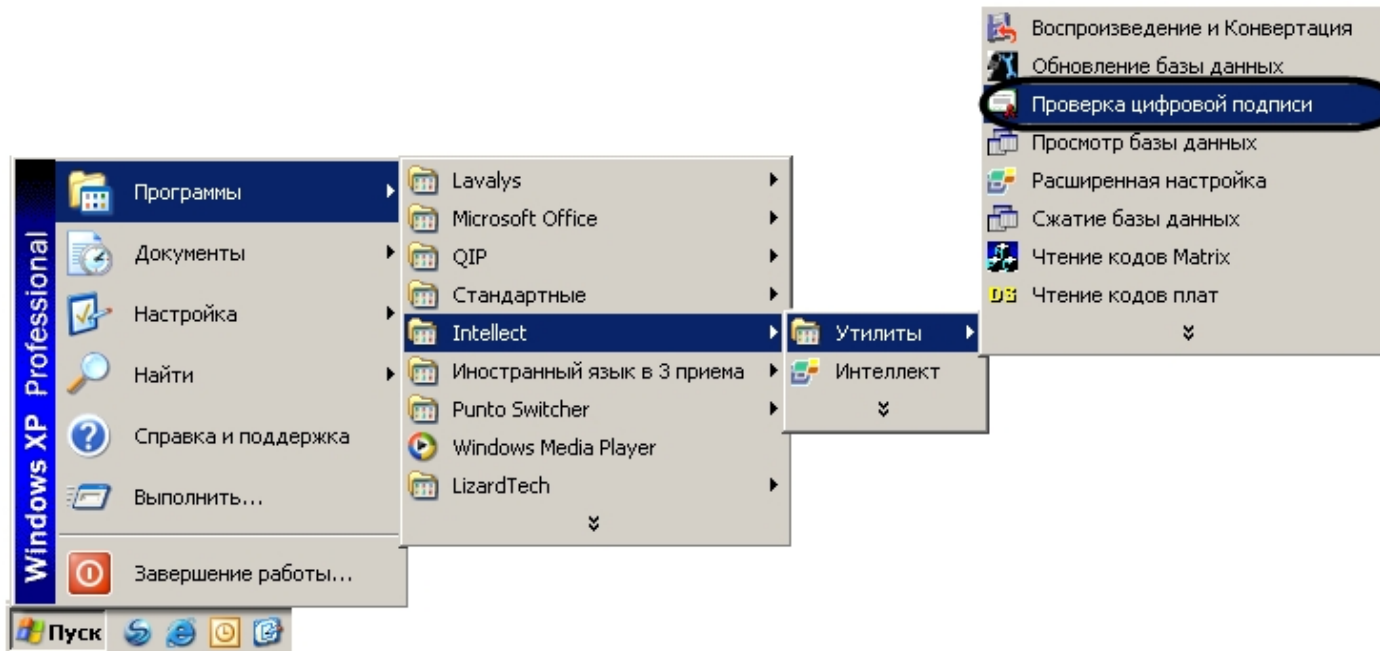 Воспроизведение и Конвертация
Обновление базы данных
Проверка цифровой подписи
Просмотр базы данных
Расширенная настройка
Сжатие базы данных
Чтение кодов Matrix
DS Чтение кодов плат
Утилиты
Интеллект
Lavalys
Microsoft Office
QIP
Стандартные
Intellect
Иностранный язык в 3 приема
Punto Switcher
Windows Media Player
LizardTech
Программы
Документы
Настройка
Найти
Справка и поддержка
Выполнить...
Завершение работы...
Windows XP Professional
Пуск